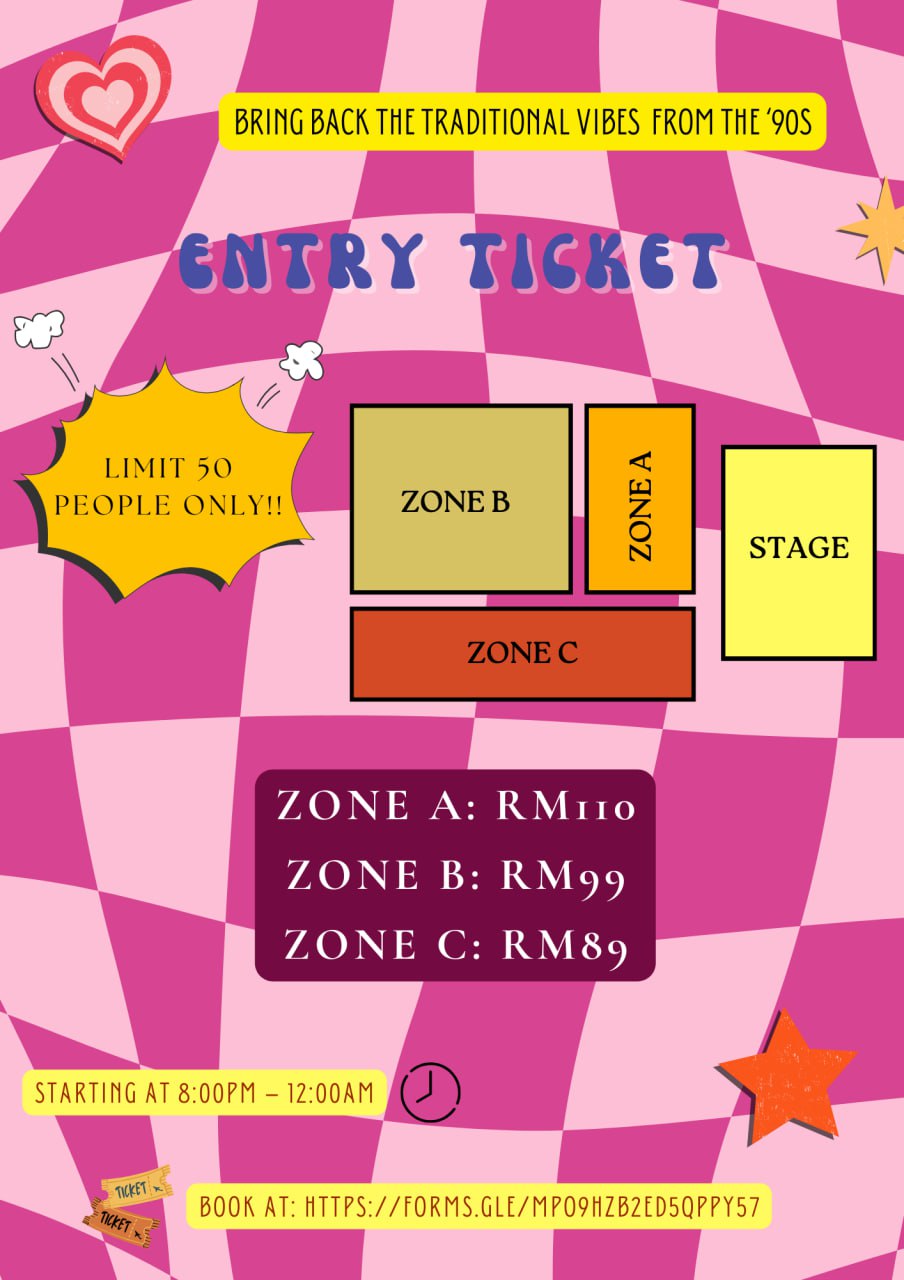 BRING BACK THE TRADITIONAL VIBES FROM THE '90S
ENTRY TICKET
LIMIT 50
PEOPLE ONLY!!
ZONE B
ZONE A
STAGE
ZONE C
ZONE A: RM110
ZONE B: RM99
ZONE C: RM89
STARTING AT 8:00PM – 12:00AM
TICKET
TICKET
BOOK AT: HTTPS://FORMS.GLE/MPO9HZB2ED5QPPY57